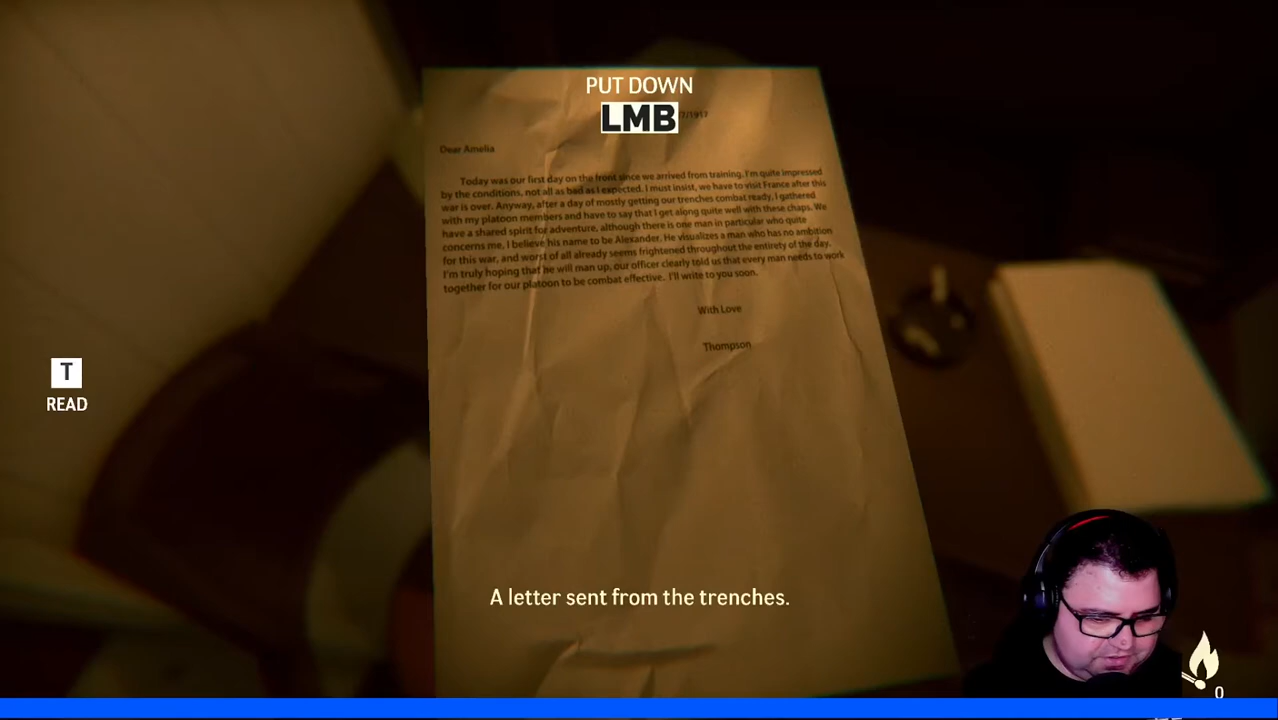 PUT DOWN
LMB
7/1917
Dear Amelia
Today was our first day on the front since we arrived from training. I'm quite impressed
by the conditions, not all as bad as I expected. I must insist, we have to visit France after this
war is over. Anyway, after a day of mostly getting our trenches combat ready, I gathered
with my platoon members and have to say that I get along quite well with these chaps. We
have a shared spirit for adventure, although there is one man in particular who quite
concerns me, I believe his name to be Alexander. He visualizes a man who has no ambition
for this war, and worst of all already seems frightened throughout the entirety of the day.
I'm truly hoping that he will man up, our officer clearly told us that every man needs to work
together for our platoon to be combat effective. I'll write to you soon.
With Love
Thompson
T
READ
A letter sent from the trenches.
0